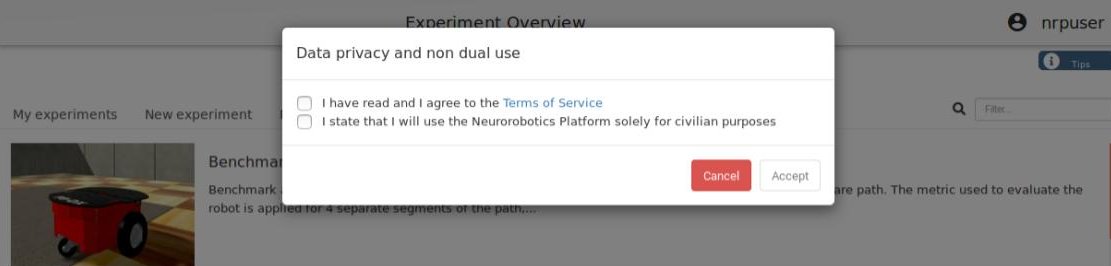 Experiment Overview
nrpuser
Data privacy and non dual use
Tips
I have read and I agree to the Terms of Service
I state that I will use the Neurorobotics Platform solely for civilian purposes
My experiments
New experiment
Filter...
Cancel
Accept
Benchmar
Benchmark are path. The metric used to evaluate the
robot is applied for 4 separate segments of the path,...